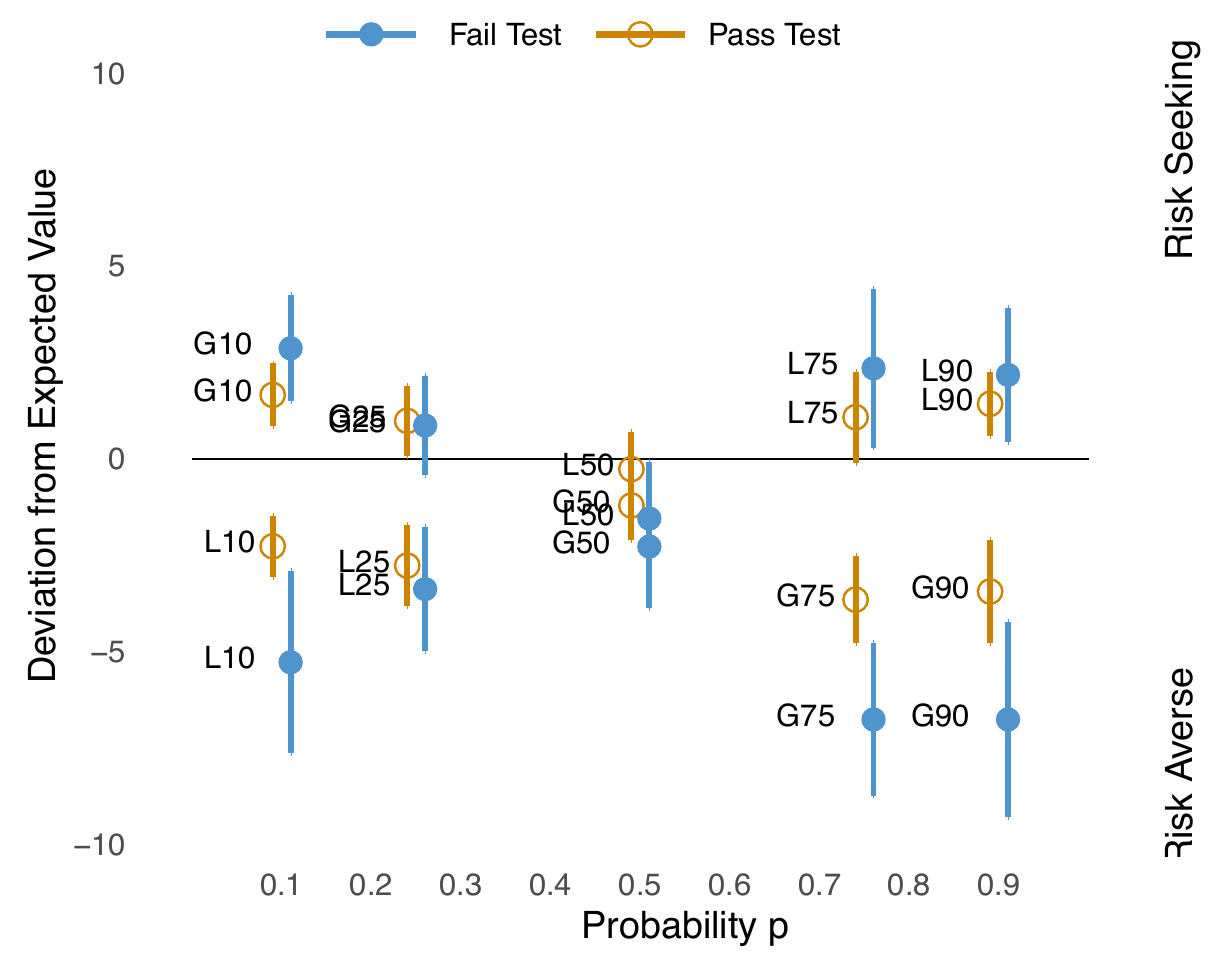 Fail Test Pass Test
Risk Seeking
Risk Averse
Deviation from Expected Value
10
5
0
−5
−10
G10
G10
G25
G25
L10
L10
L25
L25
L50
G50
L50
G50
L75
L75
L90
L90
G75
G75
G90
G90
0.1 0.2 0.3 0.4 0.5 0.6 0.7 0.8 0.9
Probability p